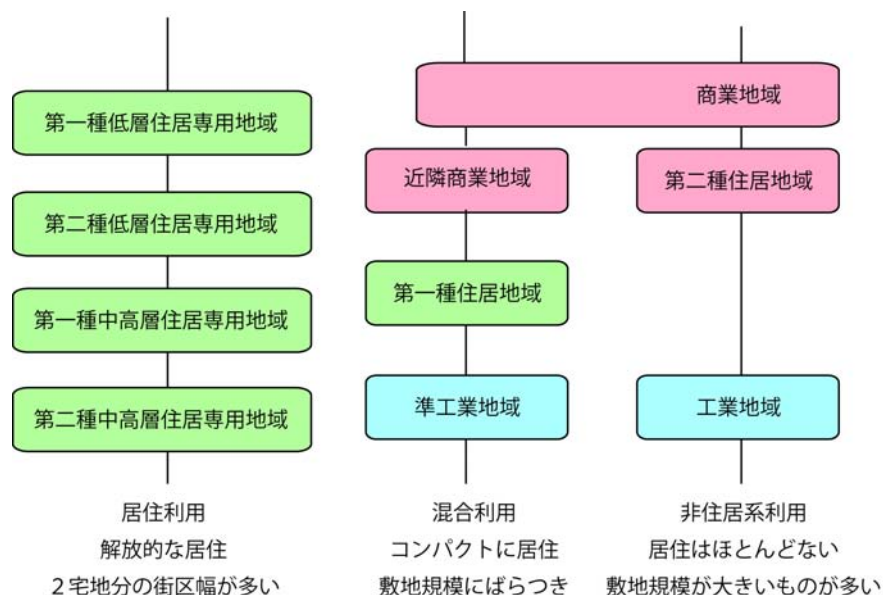 第一種低層住居専用地域
第二種低層住居専用地域
第一種中高層住居専用地域
第二種中高層住居専用地域
居住利用
解放的な居住
２宅地分の街区幅が多い
商業地域
近隣商業地域
第一種住居地域
準工業地域
混合利用
コンパクトに居住
敷地規模にばらつき
第二種住居地域
工業地域
非住居系利用
居住はほとんどない
敷地規模が大きいものが多い